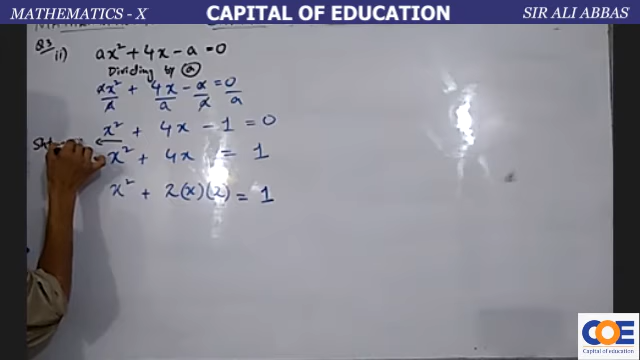 MATHEMATICS - X CAPITAL OF EDUCATION SIR ALI ABBAS
Q3
ii) ax² + 4x - a = 0
Dividing by a
ax²/a + 4x/a - a/a = 0/a
x² + 4x - 1 = 0
x² + 4x = 1
x² + 2(x)(2) = 1
COE
Capital of education